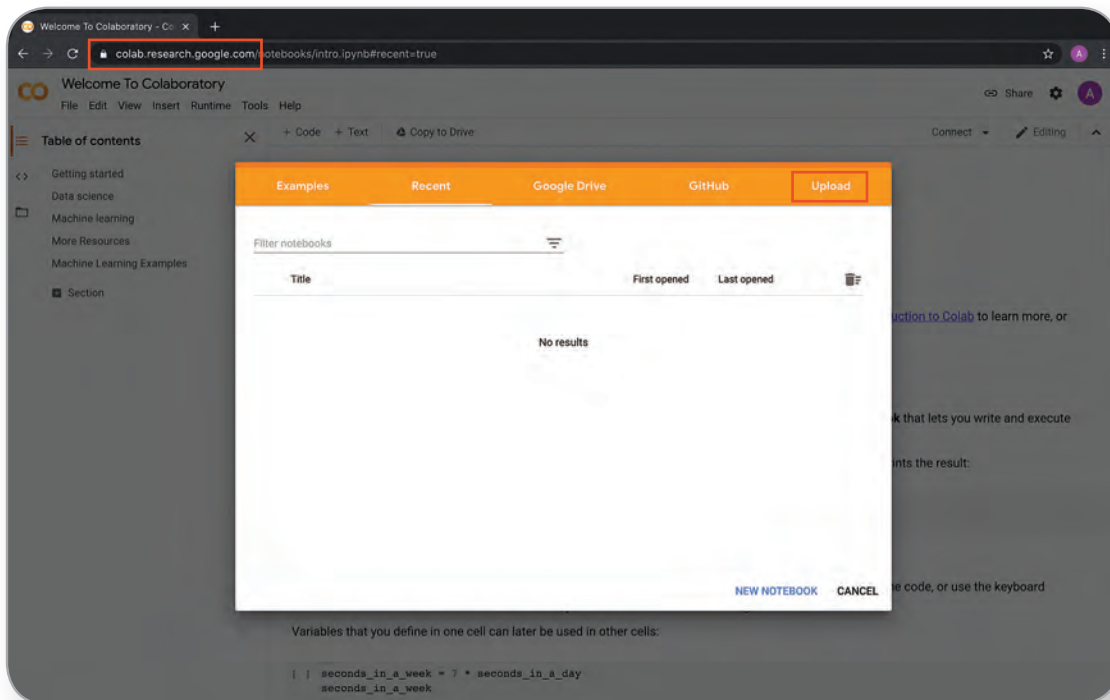 Welcome To Colaboratory - Co
colab.research.google.com/notebooks/intro.ipynb#recent=true
A
CO
Welcome To Colaboratory
File Edit View Insert Runtime Tools Help
Share
A
Table of contents
+ Code + Text Copy to Drive
Connect
Editing
Getting started
Data science
Machine learning
More Resources
Machine Learning Examples
Section
Examples Recent Google Drive GitHub Upload
Filter notebooks
Title First opened Last opened
No results
NEW NOTEBOOK CANCEL
uction to Colab to learn more, or
k that lets you write and execute
ints the result:
e code, or use the keyboard
Variables that you define in one cell can later be used in other cells:
[ ] seconds_in_a_week = 7 * seconds_in_a_day
seconds_in_a_week